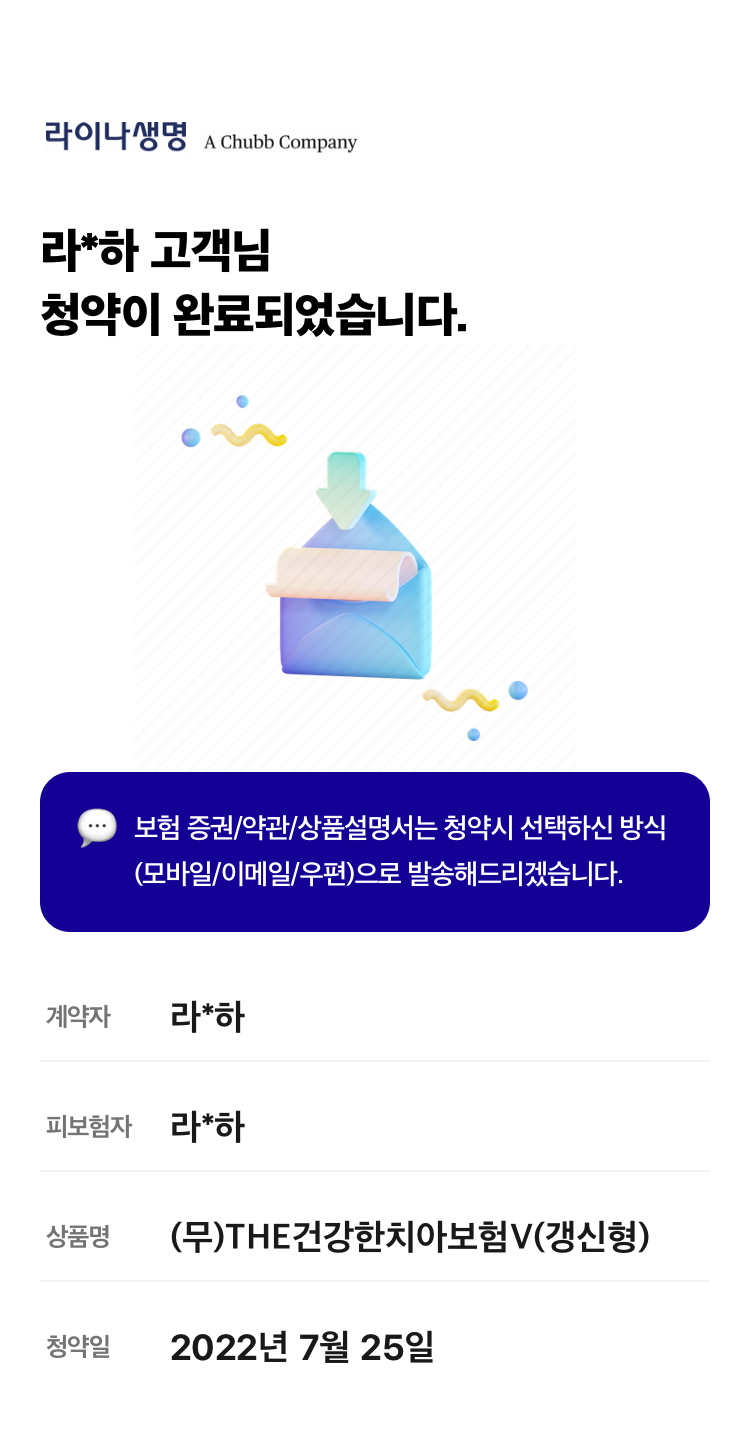 라이나생명 A Chubb Company
라*하 고객님
청약이 완료되었습니다.
보험 증권/약관/상품설명서는 청약시 선택하신 방식
(모바일/이메일/우편)으로 발송해드리겠습니다.
계약자 라*하
피보험자 라*하
상품명 (무)THE건강한치아보험V(갱신형)
청약일 2022년 7월 25일